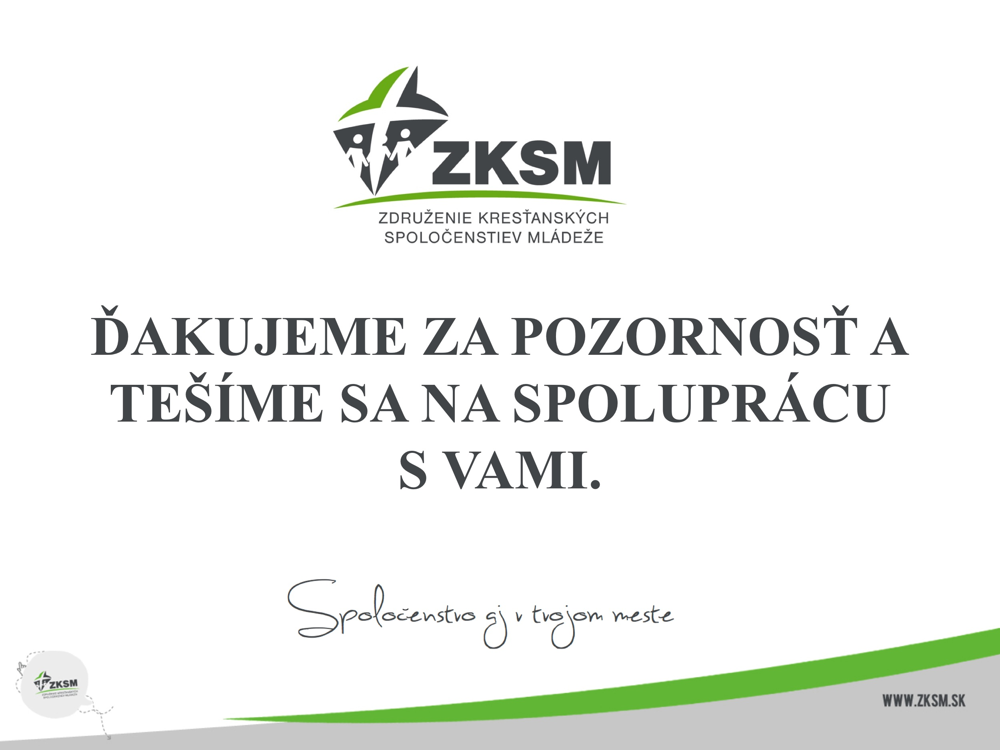 ZKSM
ZDRUŽENIE KRESŤANSKÝCH
SPOLOČENSTIEV MLÁDEŽE
ĎAKUJEME ZA POZORNOSŤ A
TEŠÍME SA NA SPOLUPRÁCU
S VAMI.
Spoločenstvo aj v tvojom meste
ZKSM
ZDRUŽENIE KRESŤANSKÝCH
SPOLOČENSTIEV MLÁDEŽE
WWW.ZKSM.SK